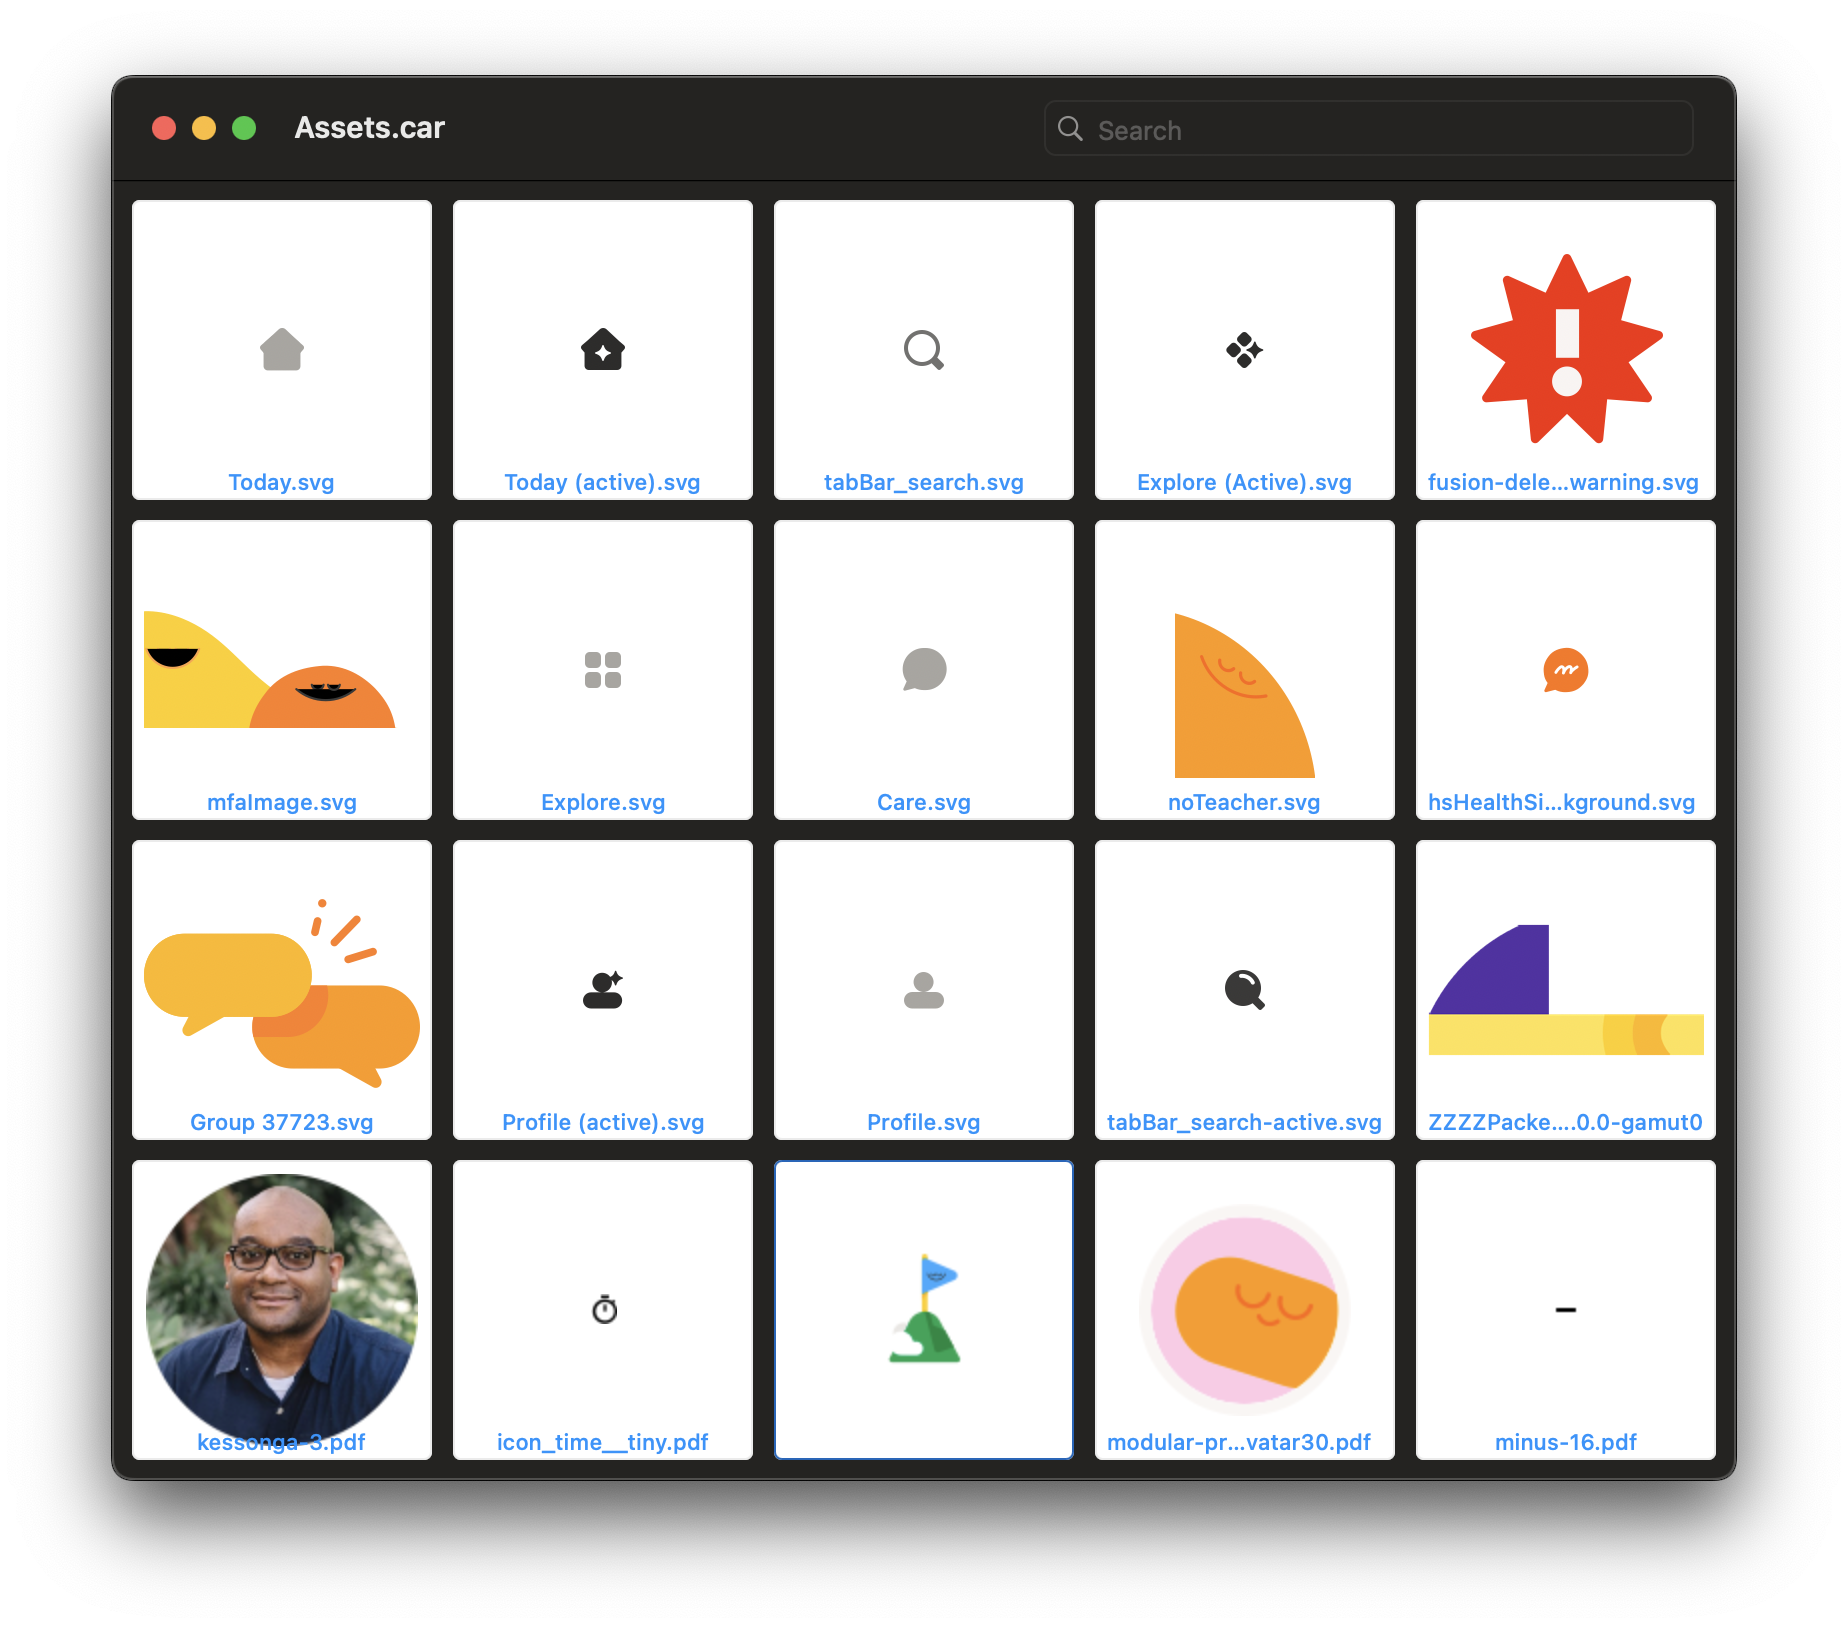 Assets.car
Search
Today.svg
Today (active).svg
tabBar_search.svg
Explore (Active).svg
fusion-dele...warning.svg
mfaImage.svg
Explore.svg
Care.svg
noTeacher.svg
hsHealthSi...kground.svg
Group 37723.svg
Profile (active).svg
Profile.svg
tabBar_search-active.svg
ZZZZPacke....0.0-gamut0
kessonga-3.pdf
icon_time__tiny.pdf
modular-pr...vatar30.pdf
minus-16.pdf